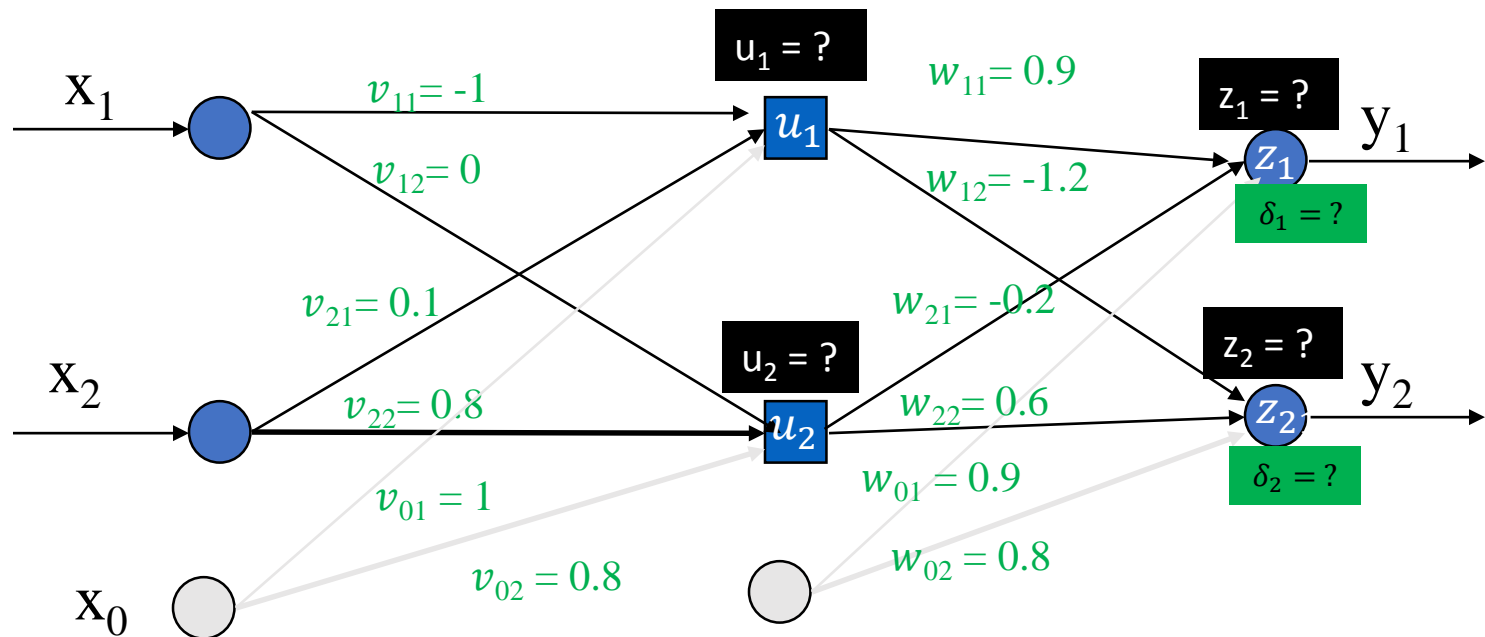 u₁ = ?
w₁₁= 0.9
x₁
v₁₁= -1
u₁
z₁ = ?
y₁
z₁
v₁₂= 0
w₁₂= -1.2
δ₁ = ?
v₂₁= 0.1
w₂₁= -0.2
u₂ = ?
z₂ = ?
x₂
y₂
v₂₂= 0.8
u₂
w₂₂= 0.6
z₂
v₀₁ = 1
w₀₁ = 0.9
δ₂ = ?
v₀₂ = 0.8
w₀₂ = 0.8
x₀